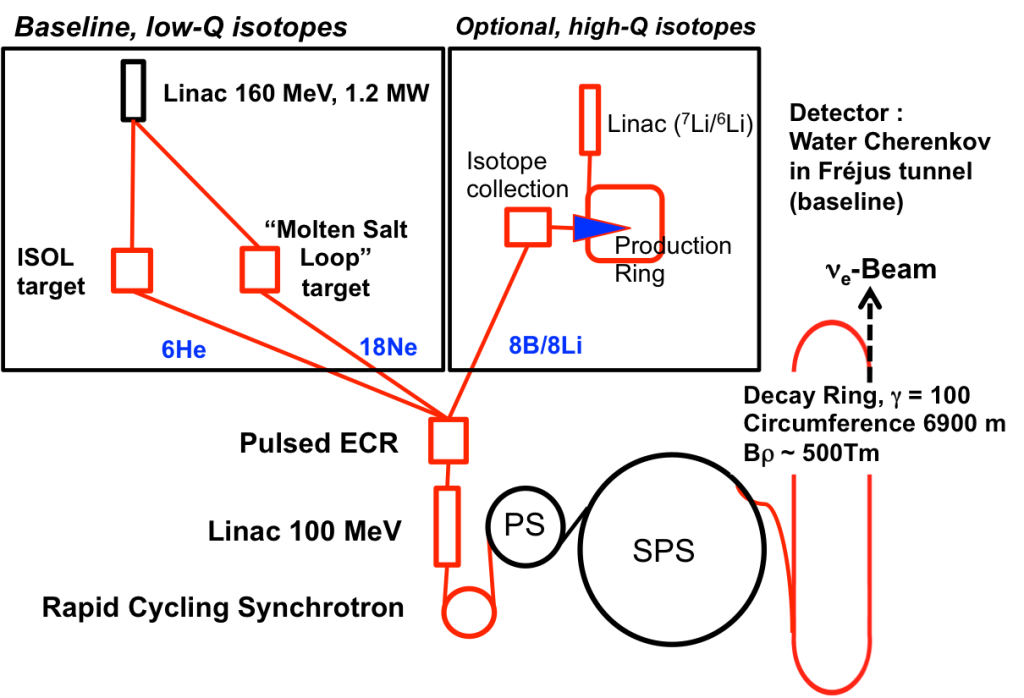 Baseline, low-Q isotopes
Optional, high-Q isotopes
Linac 160 MeV, 1.2 MW
Linac (⁷Li/⁶Li)
Detector :
Water Cherenkov
in Fréjus tunnel
(baseline)
Isotope
collection
ISOL
target
“Molten Salt
Loop”
target
Production
Ring
νₑ-Beam
6He
18Ne
8B/8Li
Decay Ring, γ = 100
Circumference 6900 m
Bρ ~ 500Tm
Pulsed ECR
Linac 100 MeV
PS
SPS
Rapid Cycling Synchrotron